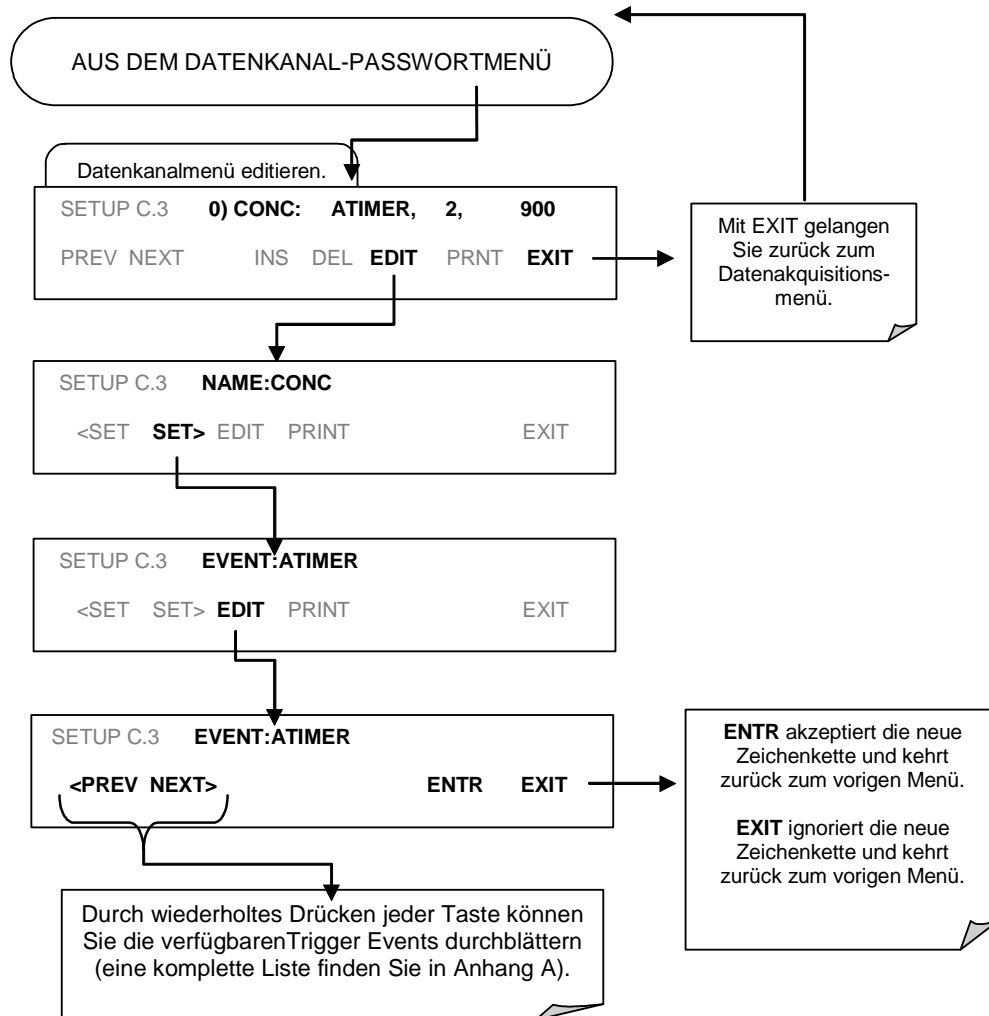 AUS DEM DATENKANAL-PASSWORTMENÜ
Datenkanalmenü editieren.
SETUP C.3 0) CONC: ATIMER, 2, 900
PREV NEXT INS DEL EDIT PRNT EXIT
Mit EXIT gelangen
Sie zurück zum
Datenakquisitions-
menü.
SETUP C.3 NAME:CONC
<SET SET> EDIT PRINT EXIT
SETUP C.3 EVENT:ATIMER
<SET SET> EDIT PRINT EXIT
SETUP C.3 EVENT:ATIMER
<PREV NEXT> ENTR EXIT
ENTR akzeptiert die neue
Zeichenkette und kehrt
zurück zum vorigen Menü.
EXIT ignoriert die neue
Zeichenkette und kehrt
zurück zum vorigen Menü.
Durch wiederholtes Drücken jeder Taste können
Sie die verfügbarenTrigger Events durchblättern
(eine komplette Liste finden Sie in Anhang A).